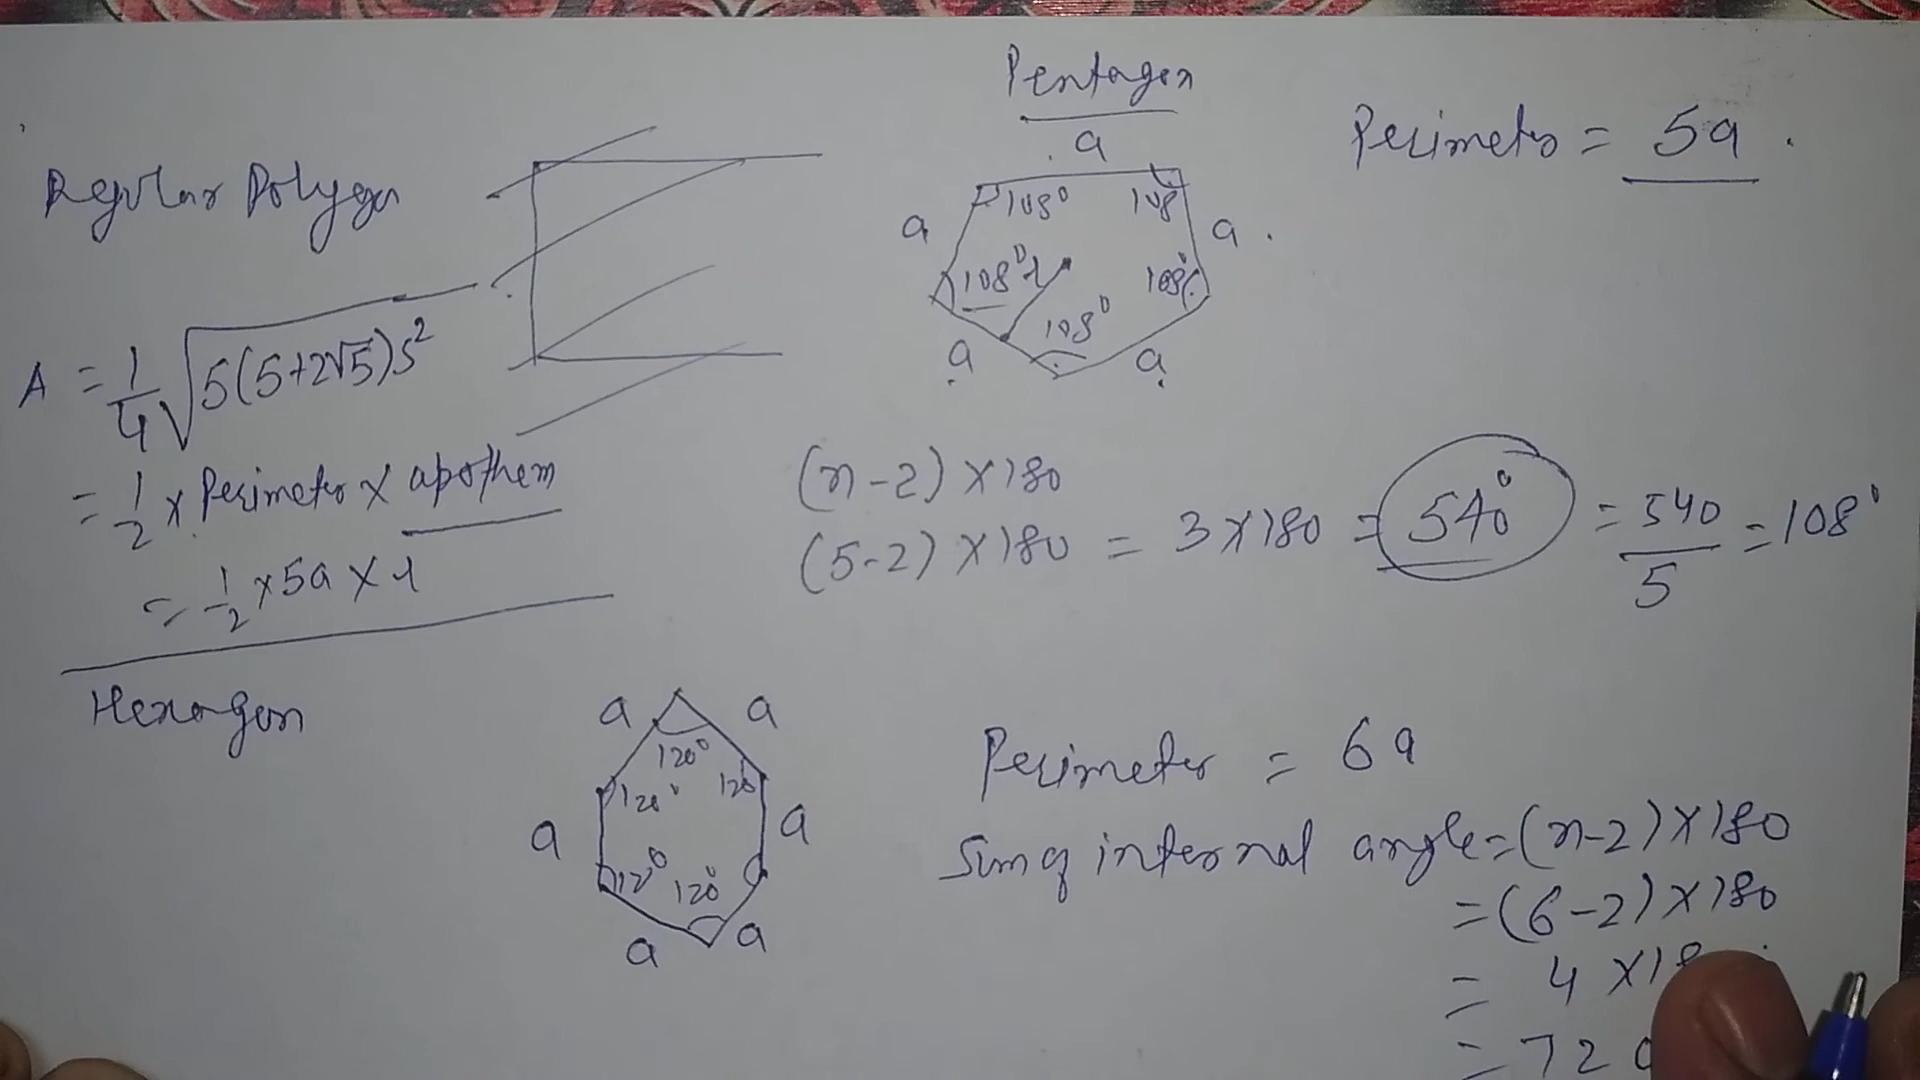 Pentagon
Perimeter = 5a
Regular Polygon
a
108° 108
a a
108° r 108°
108°
a a
A = 1/4 √5(5+2√5)s²
= 1/2 x Perimeter x apothem
= 1/2 x 5a x r
(n-2) x 180
(5-2) x 180 = 3 x 180 = 540° = 540/5 = 108°
Hexagon
a a
120°
120° 120
a a
120 120°
a a
Perimeter = 6a
Sum of internal angle = (n-2) x 180
= (6-2) x 180
= 4 x 18
= 720